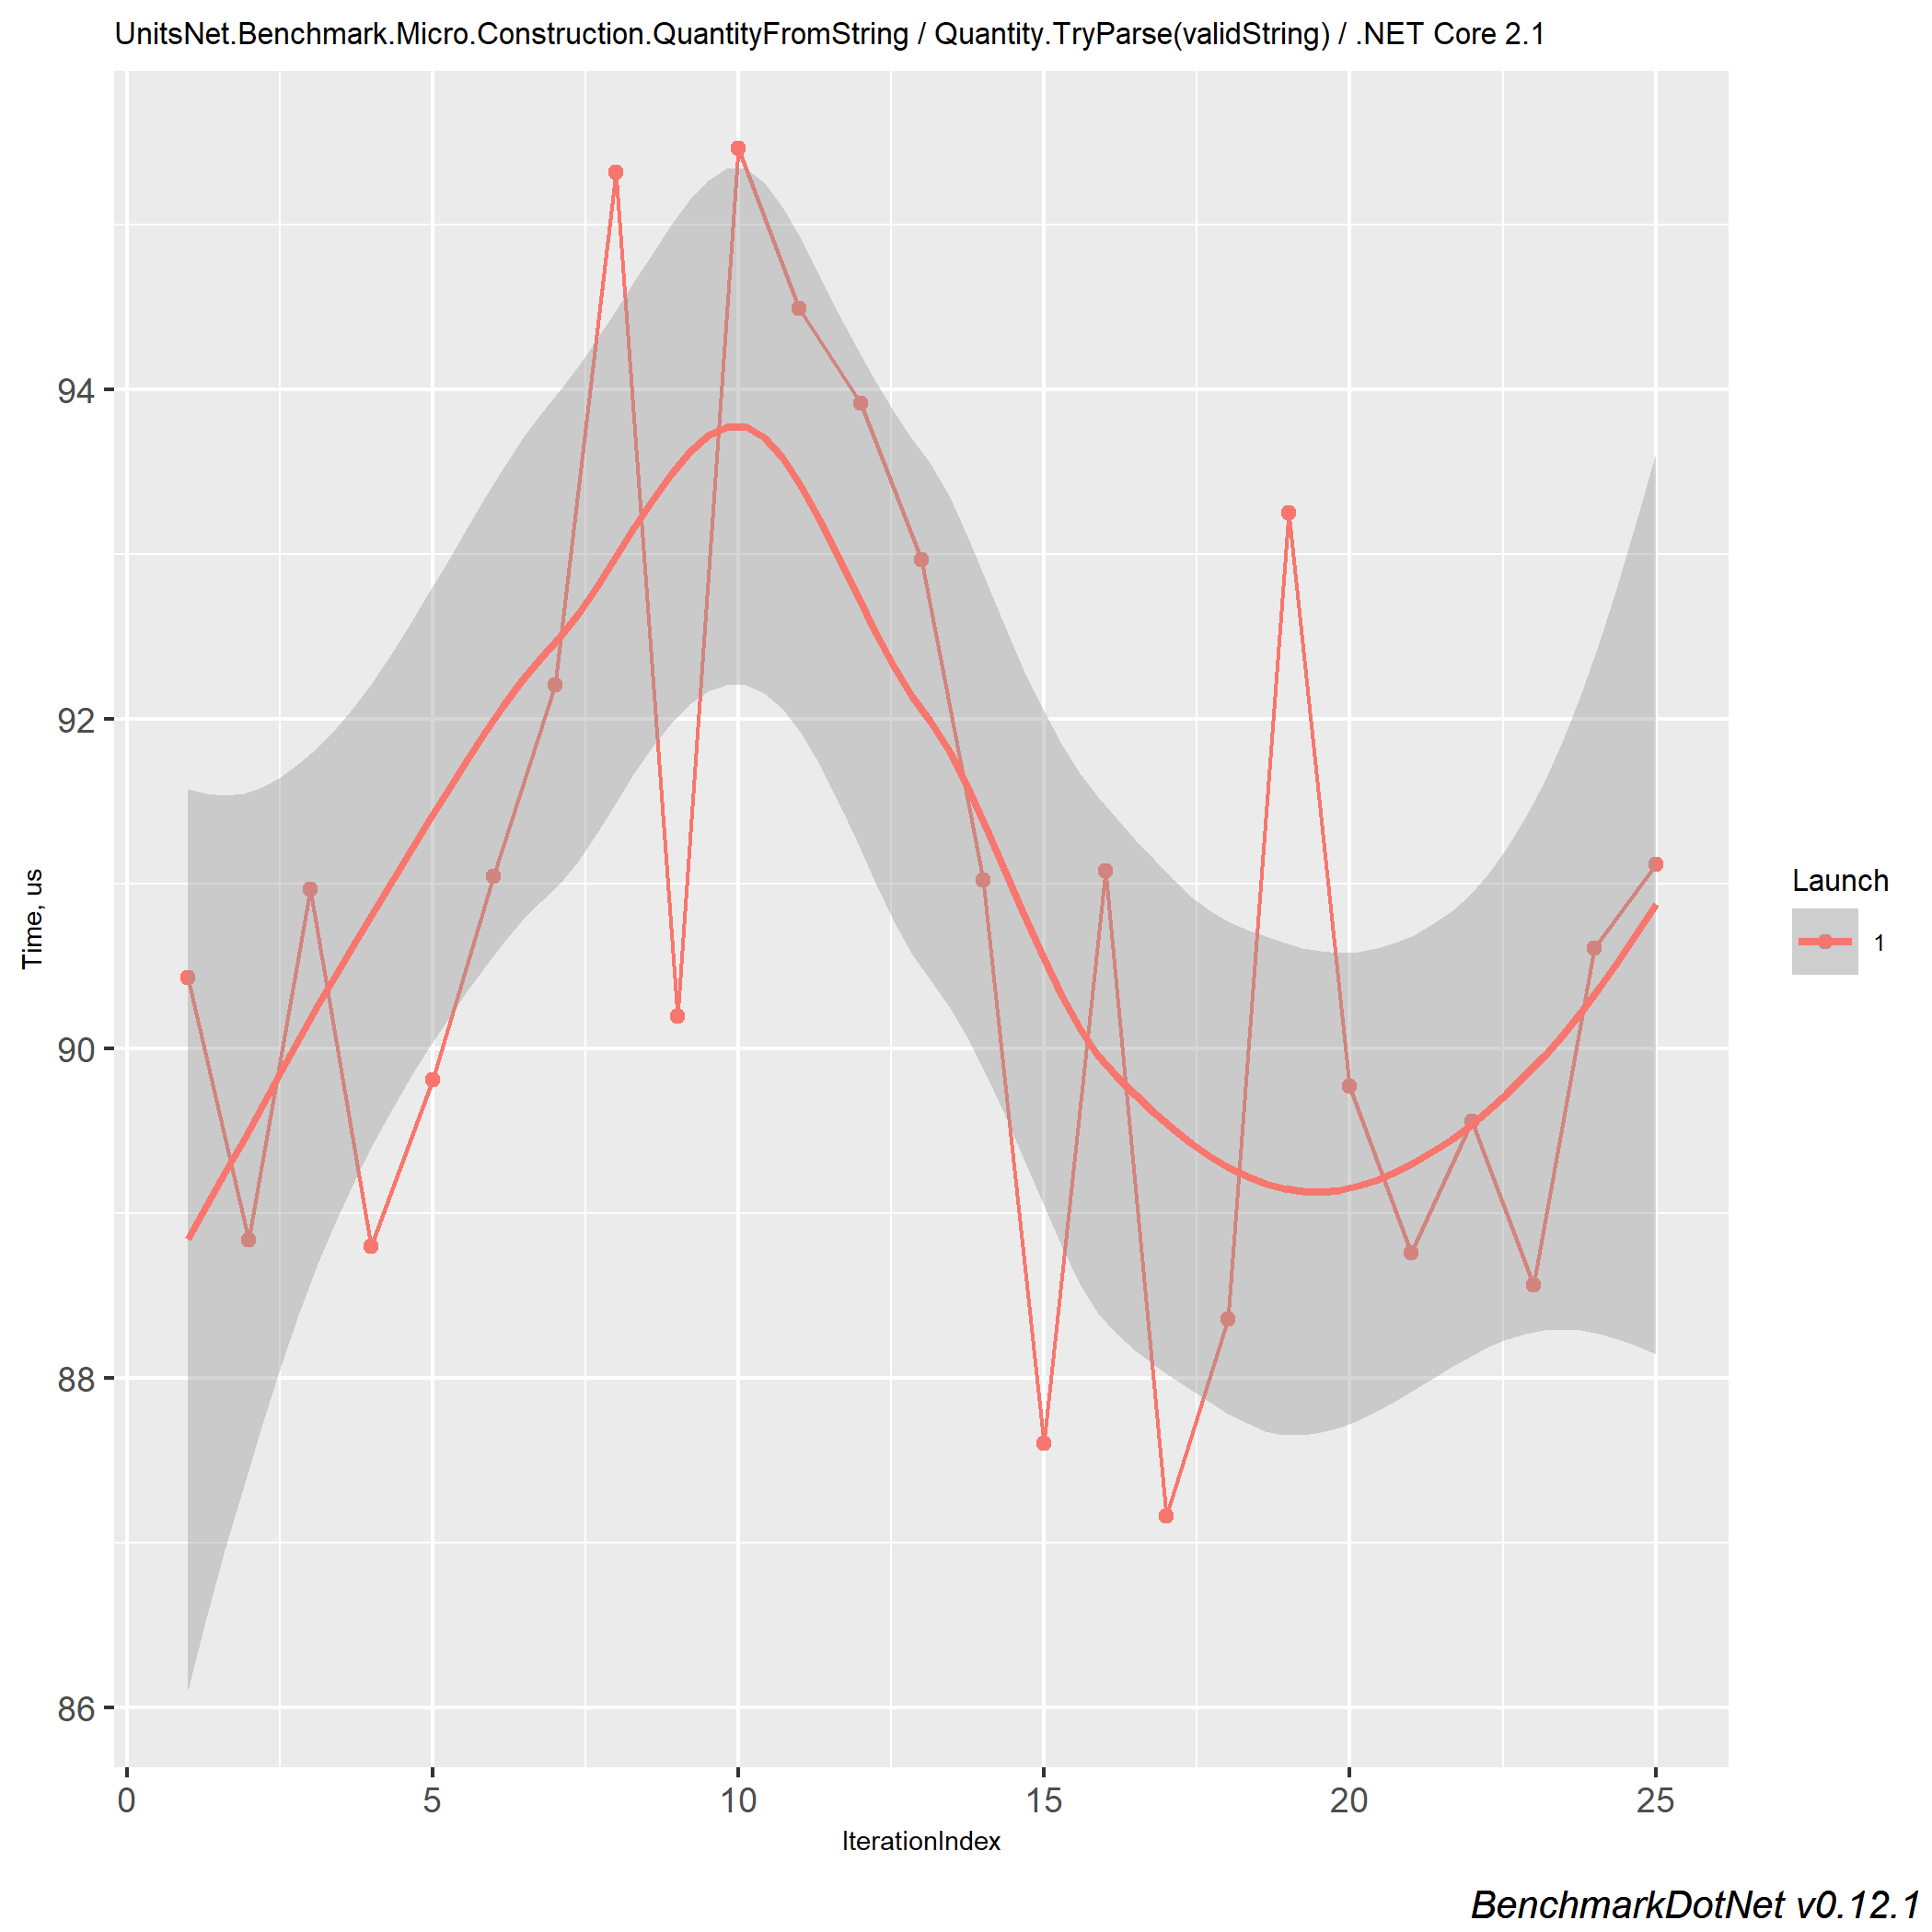 UnitsNet.Benchmark.Micro.Construction.QuantityFromString / Quantity.TryParse(validString) / .NET Core 2.1
Time, us
94
92
90
88
86
0 5 10 15 20 25
IterationIndex
Launch
1
BenchmarkDotNet v0.12.1